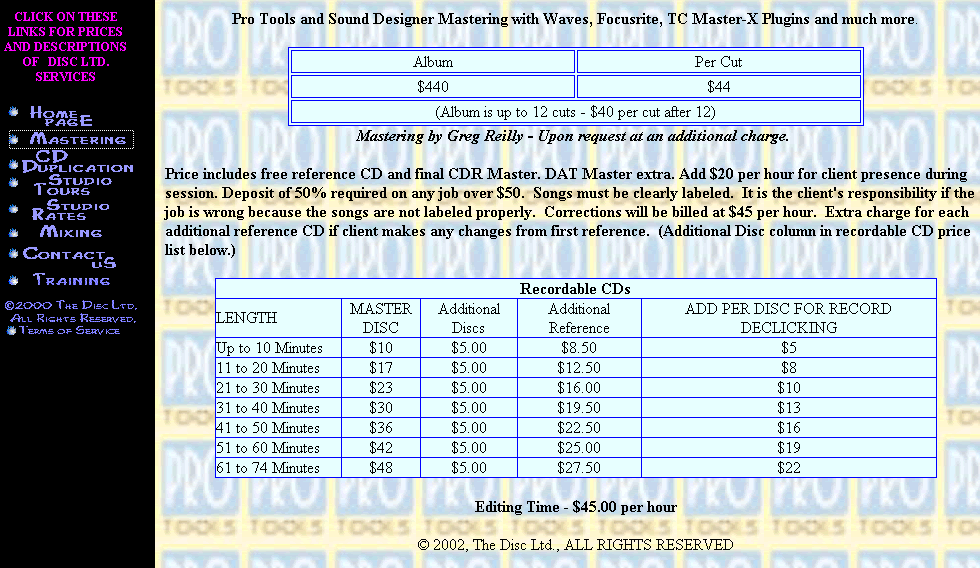 CLICK ON THESE
LINKS FOR PRICES
AND DESCRIPTIONS
OF DISC LTD.
SERVICES
Home
Page
Mastering
CD
Duplication
Studio
Tours
Studio
Rates
Mixing
Contact
us
Training
©2000 The Disc Ltd.
All Rights Reserved.
Terms of Service
Pro Tools and Sound Designer Mastering with Waves, Focusrite, TC Master-X Plugins and much more.
Album Per Cut
$440 $44
(Album is up to 12 cuts - $40 per cut after 12)
Mastering by Greg Reilly - Upon request at an additional charge.
Price includes free reference CD and final CDR Master. DAT Master extra. Add $20 per hour for client presence during
session. Deposit of 50% required on any job over $50. Songs must be clearly labeled. It is the client's responsibility if the
job is wrong because the songs are not labeled properly. Corrections will be billed at $45 per hour. Extra charge for each
additional reference CD if client makes any changes from first reference. (Additional Disc column in recordable CD price
list below.)
Recordable CDs
LENGTH MASTER DISC Additional Discs Additional Reference ADD PER DISC FOR RECORD DECLICKING
Up to 10 Minutes $10 $5.00 $8.50 $5
11 to 20 Minutes $17 $5.00 $12.50 $8
21 to 30 Minutes $23 $5.00 $16.00 $10
31 to 40 Minutes $30 $5.00 $19.50 $13
41 to 50 Minutes $36 $5.00 $22.50 $16
51 to 60 Minutes $42 $5.00 $25.00 $19
61 to 74 Minutes $48 $5.00 $27.50 $22
Editing Time - $45.00 per hour
© 2002, The Disc Ltd., ALL RIGHTS RESERVED
PRO TOOLS